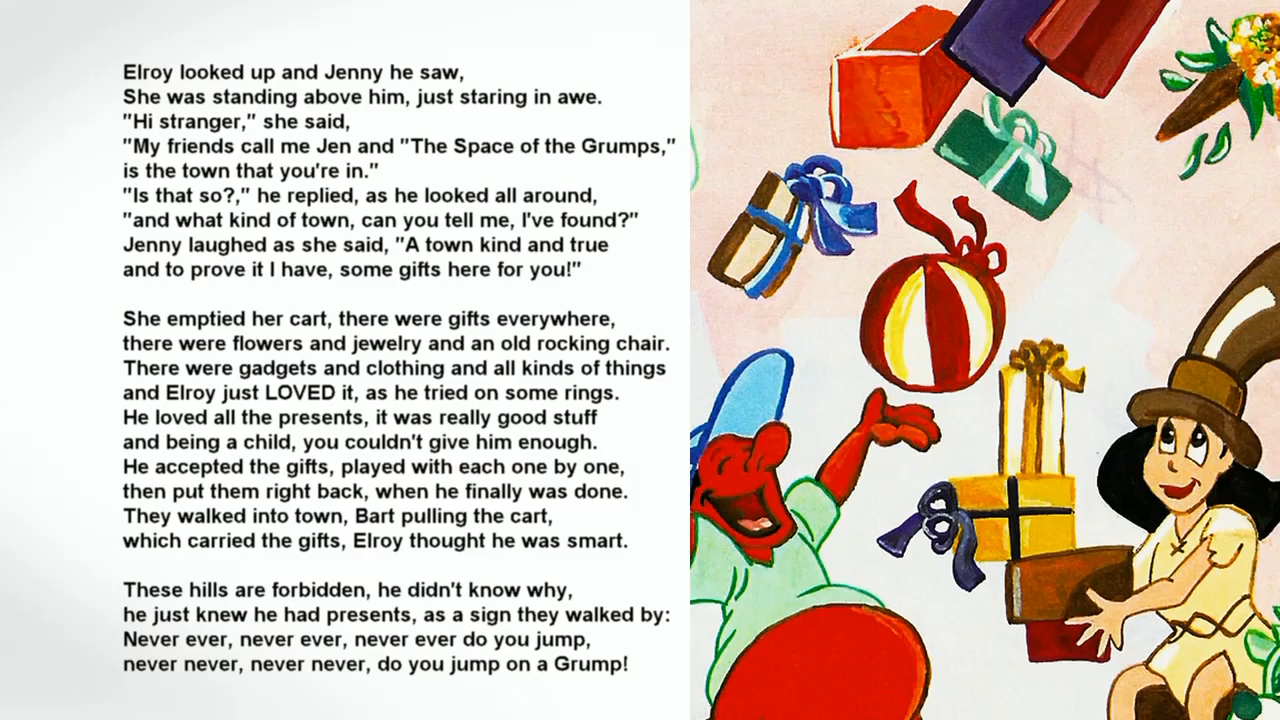 Elroy looked up and Jenny he saw,
She was standing above him, just staring in awe.
"Hi stranger," she said,
"My friends call me Jen and "The Space of the Grumps,"
is the town that you're in."
"Is that so?," he replied, as he looked all around,
"and what kind of town, can you tell me, I've found?"
Jenny laughed as she said, "A town kind and true
and to prove it I have, some gifts here for you!"

She emptied her cart, there were gifts everywhere,
there were flowers and jewelry and an old rocking chair.
There were gadgets and clothing and all kinds of things
and Elroy just LOVED it, as he tried on some rings.
He loved all the presents, it was really good stuff
and being a child, you couldn't give him enough.
He accepted the gifts, played with each one by one,
then put them right back, when he finally was done.
They walked into town, Bart pulling the cart,
which carried the gifts, Elroy thought he was smart.

These hills are forbidden, he didn't know why,
he just knew he had presents, as a sign they walked by:
Never ever, never ever, never ever do you jump,
never never, never never, do you jump on a Grump!